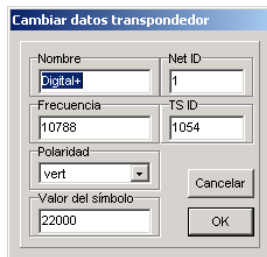 Cambiar datos transpondedor
Nombre
Net ID
Digital+
1
Frecuencia
TS ID
10788
1054
Polaridad
vert
Cancelar
Valor del símbolo
22000
OK